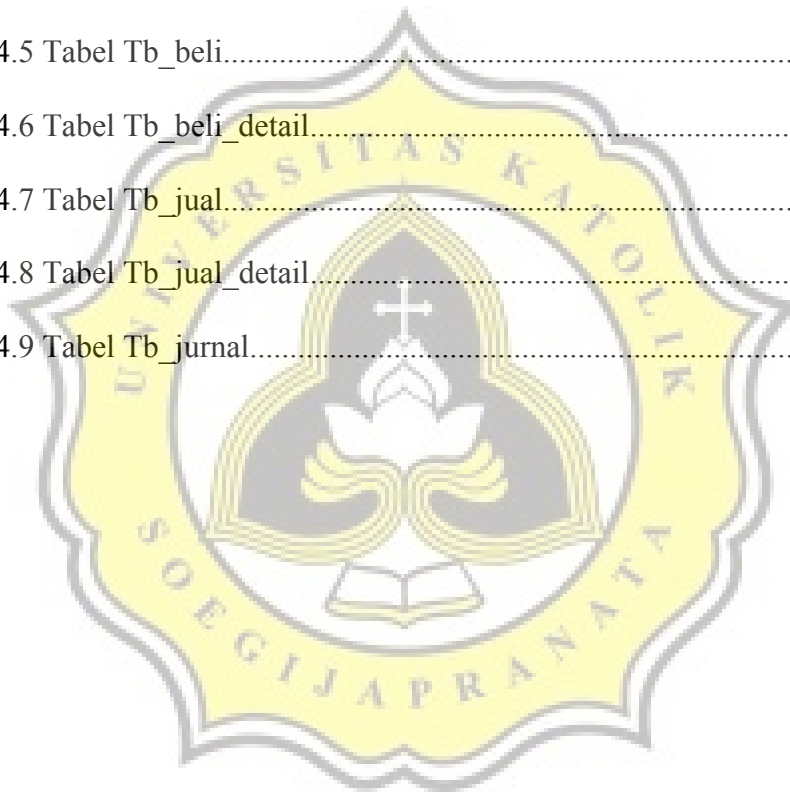 4.5 Tabel Tb_beli
4.6 Tabel Tb_beli_detail
4.7 Tabel Tb_jual
4.8 Tabel Tb_jual_detail
4.9 Tabel Tb_jurnal
UNIVERSITAS KATOLIK
SOEGIJAPRANATA